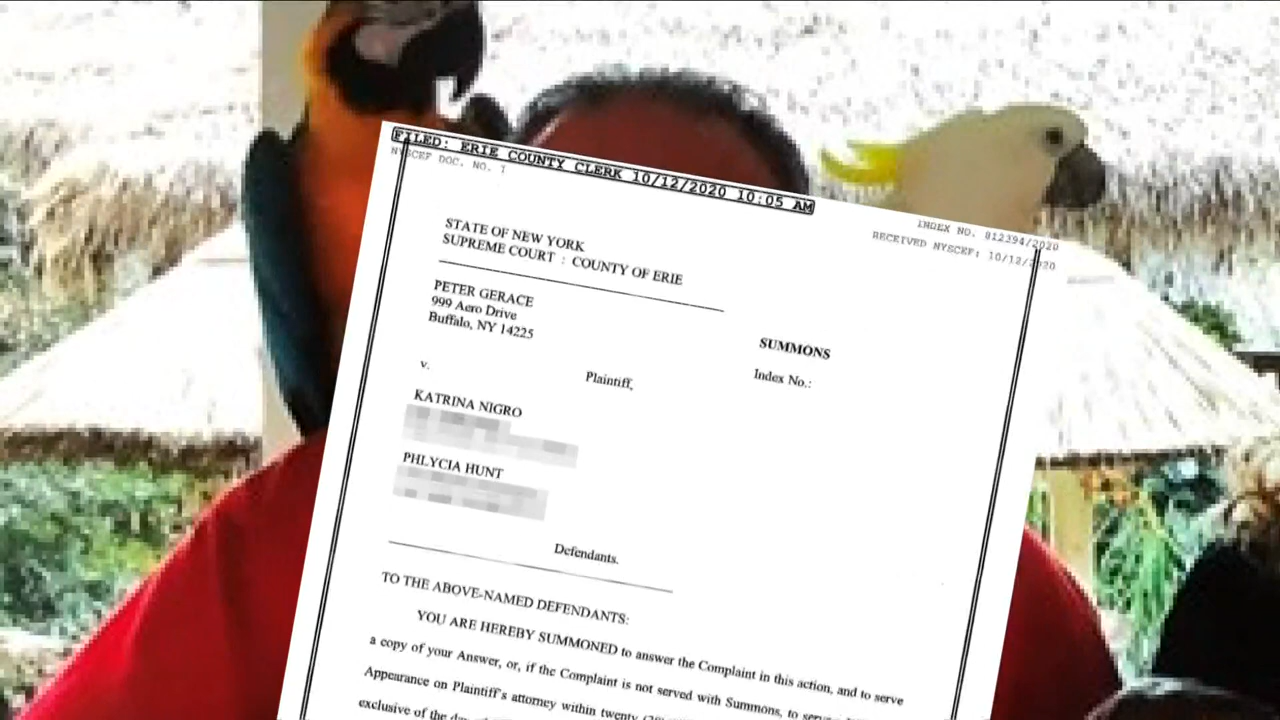 FILED: ERIE COUNTY CLERK 10/12/2020 10:05 AM
NYSCEF DOC. NO. 1
INDEX NO. 812394/2020
RECEIVED NYSCEF: 10/12/2020
STATE OF NEW YORK
SUPREME COURT : COUNTY OF ERIE
PETER GERACE
999 Aero Drive
Buffalo, NY 14225
SUMMONS
Index No.:
Plaintiff,
v.
KATRINA NIGRO
PHLYCIA HUNT
Defendants.
TO THE ABOVE-NAMED DEFENDANTS:
YOU ARE HEREBY SUMMONED to answer the Complaint in this action, and to serve
a copy of your Answer, or, if the Complaint is not served with Summons, to serve
Appearance on Plaintiff's attorney within twenty
exclusive of the